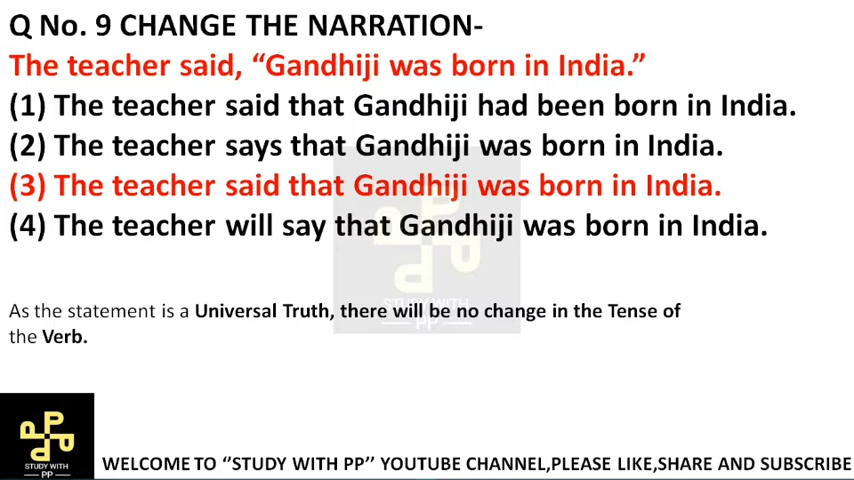 Q No. 9 CHANGE THE NARRATION-
The teacher said, “Gandhiji was born in India.”
(1) The teacher said that Gandhiji had been born in India.
(2) The teacher says that Gandhiji was born in India.
(3) The teacher said that Gandhiji was born in India.
(4) The teacher will say that Gandhiji was born in India.
STUDY WITH
PP
As the statement is a Universal Truth, there will be no change in the Tense of
the Verb.
STUDY WITH
PP
WELCOME TO “STUDY WITH PP’’ YOUTUBE CHANNEL,PLEASE LIKE,SHARE AND SUBSCRIBE